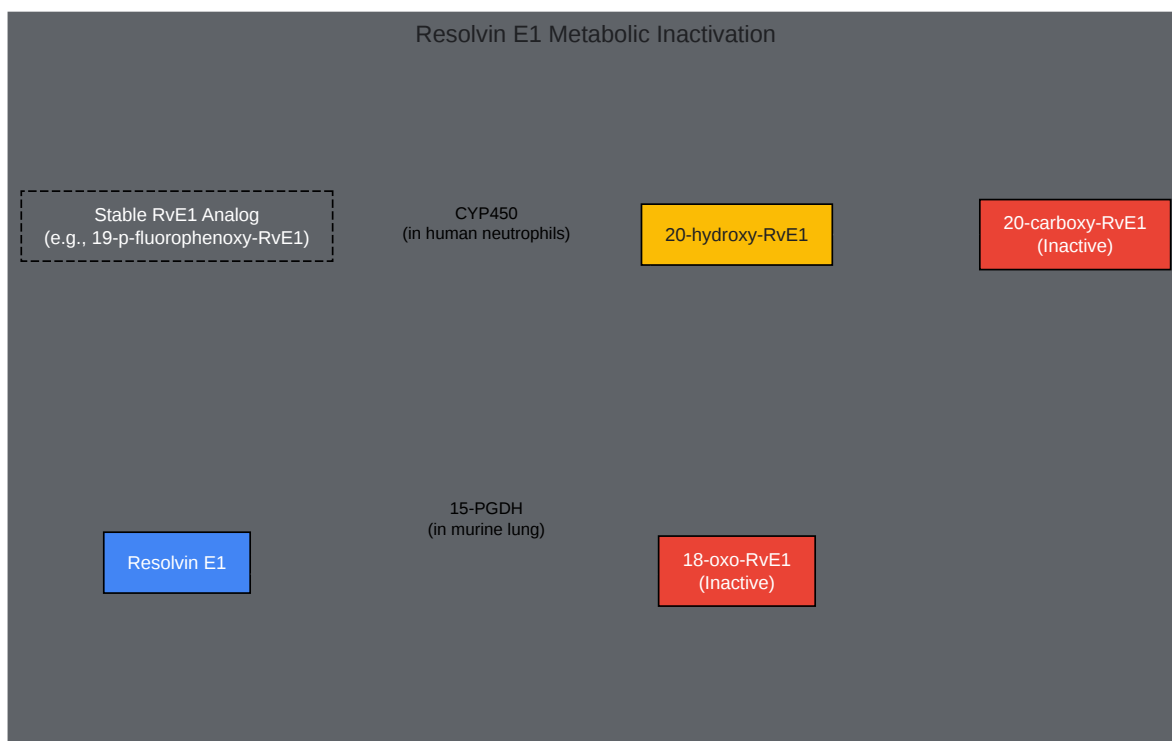 Resolvin E1 Metabolic Inactivation
Stable RvE1 Analog
(e.g., 19-p-fluorophenoxy-RvE1)
CYP450
(in human neutrophils)
20-hydroxy-RvE1
20-carboxy-RvE1
(Inactive)
Resolvin E1
15-PGDH
(in murine lung)
18-oxo-RvE1
(Inactive)